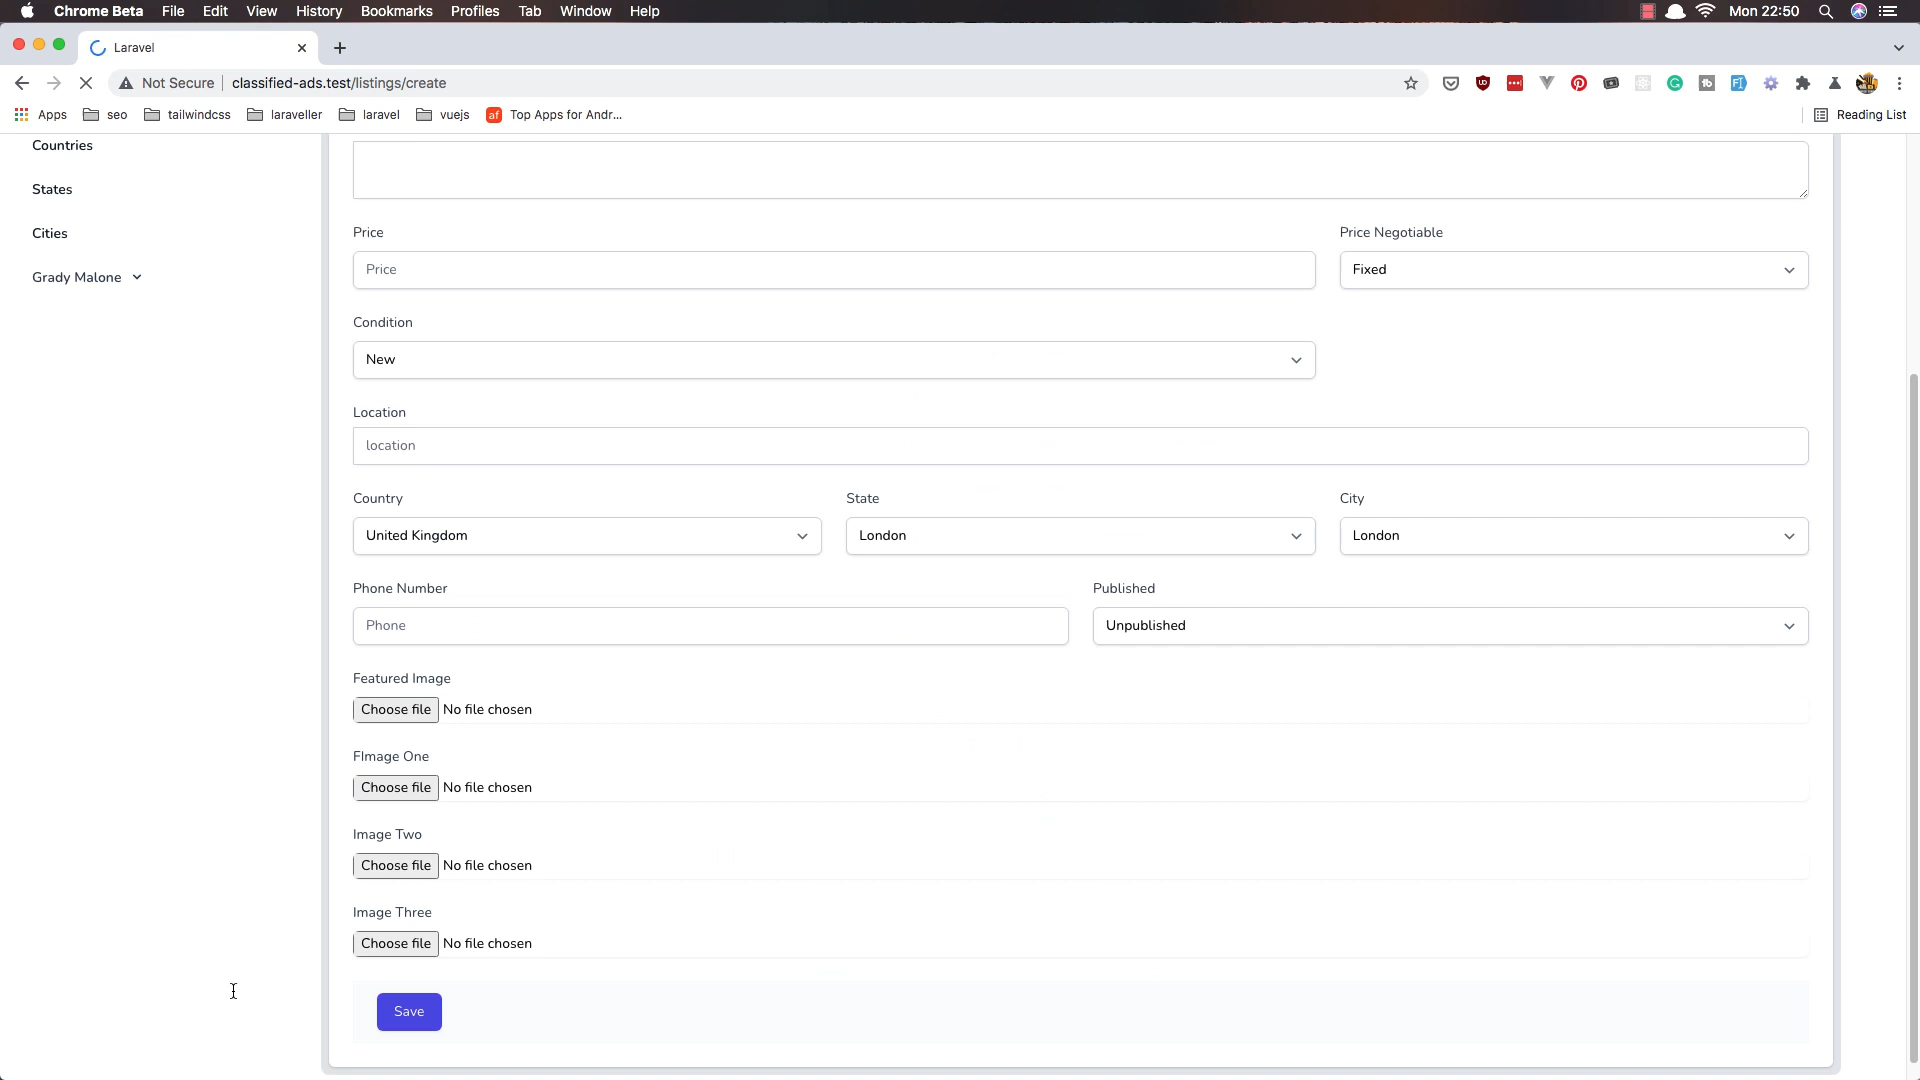 Chrome Beta File Edit View History Bookmarks Profiles Tab Window Help Mon 22:50
Laravel
Not Secure classified-ads.test/listings/create
Apps seo tailwindcss laraveller laravel vuejs af Top Apps for Andr... Reading List
Countries
States
Cities
Grady Malone
Price Price Negotiable
Price Fixed
Condition
New
Location
location
Country State City
United Kingdom London London
Phone Number Published
Phone Unpublished
Featured Image
Choose file No file chosen
FImage One
Choose file No file chosen
Image Two
Choose file No file chosen
Image Three
Choose file No file chosen
Save